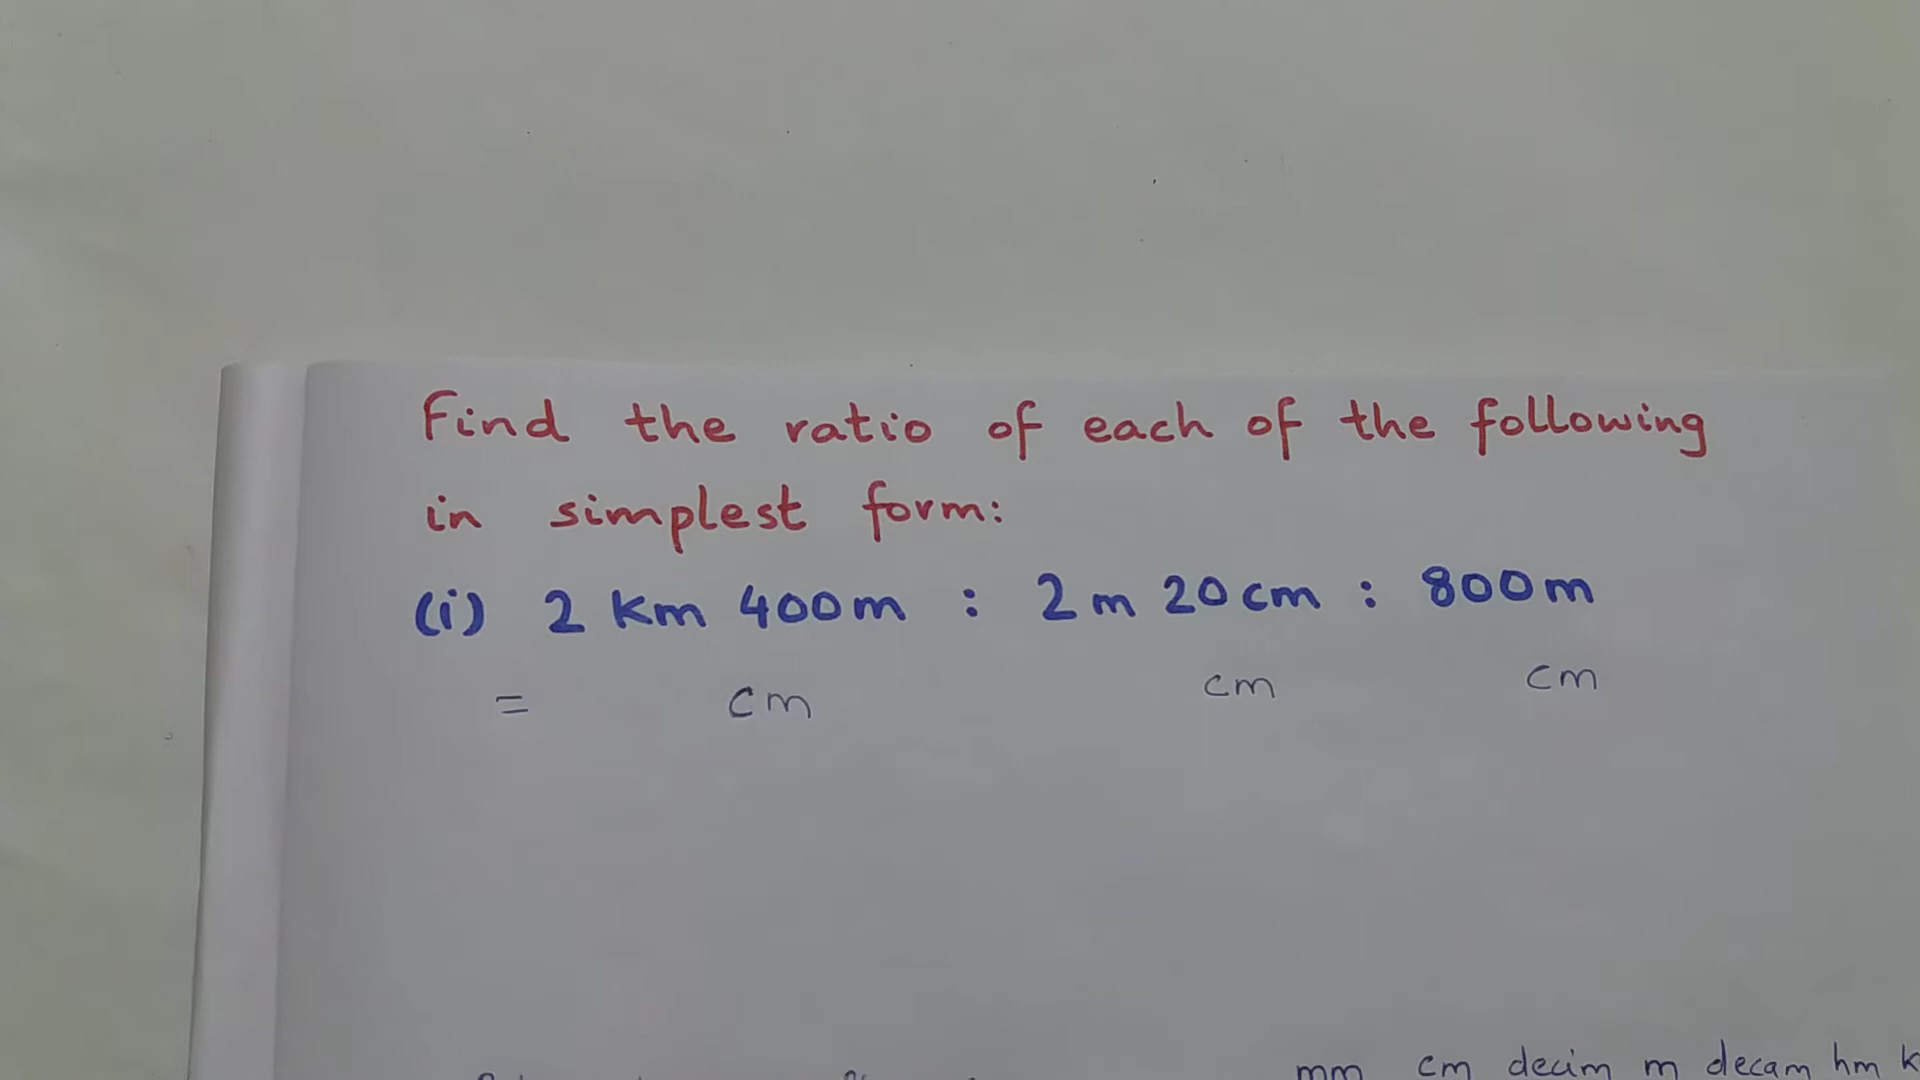 Find the ratio of each of the following
in simplest form:
(i) 2 Km 400m : 2m 20cm : 800m
= cm cm cm
mm cm decim m decam hm k